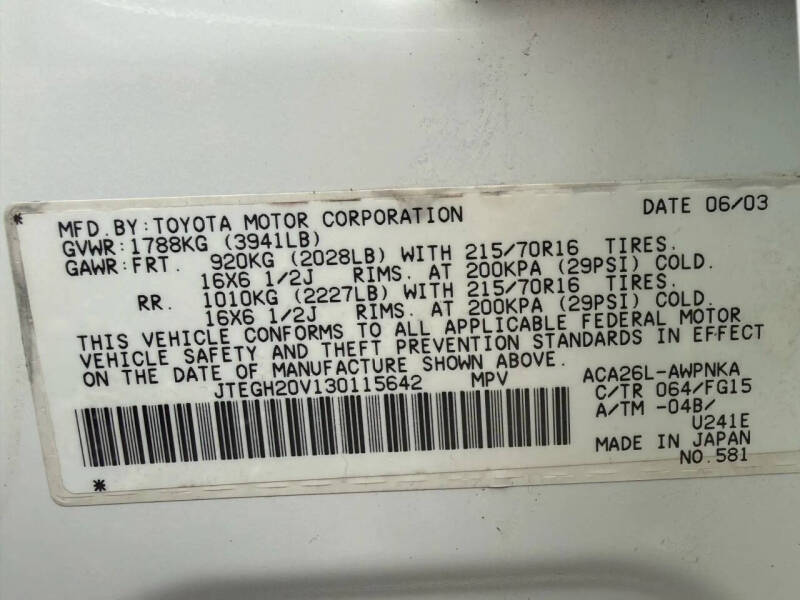 MFD.BY:TOYOTA MOTOR CORPORATION DATE 06/03
GVWR:1788KG (3941LB)
GAWR:FRT. 920KG (2028LB) WITH 215/70R16 TIRES.
16X6 1/2J RIMS. AT 200KPA (29PSI) COLD.
RR. 1010KG (2227LB) WITH 215/70R16 TIRES.
16X6 1/2J RIMS. AT 200KPA (29PSI) COLD.
THIS VEHICLE CONFORMS TO ALL APPLICABLE FEDERAL MOTOR
VEHICLE SAFETY AND THEFT PREVENTION STANDARDS IN EFFECT
ON THE DATE OF MANUFACTURE SHOWN ABOVE.
JTEGH20V130115642 MPV ACA26L-AWPNKA
C/TR 064/FG15
A/TM -04B/
U241E
MADE IN JAPAN
NO.581